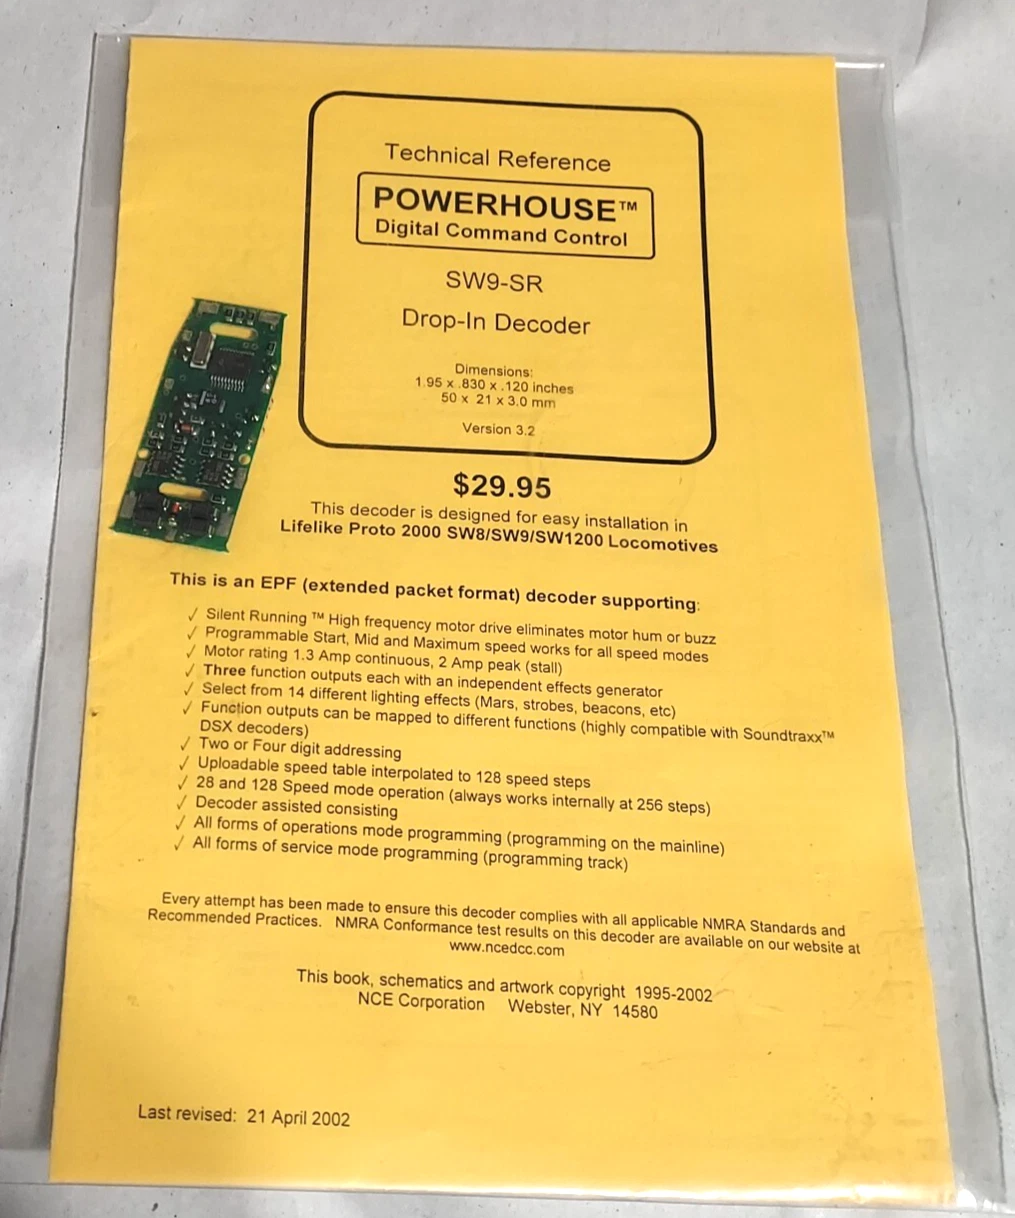 Technical Reference
POWERHOUSE™
Digital Command Control
SW9-SR
Drop-In Decoder
Dimensions:
1.95 x .830 x .120 inches
50 x 21 x 3.0 mm
Version 3.2
$29.95
This decoder is designed for easy installation in
Lifelike Proto 2000 SW8/SW9/SW1200 Locomotives
This is an EPF (extended packet format) decoder supporting:
✓ Silent Running ™ High frequency motor drive eliminates motor hum or buzz
✓ Programmable Start, Mid and Maximum speed works for all speed modes
✓ Motor rating 1.3 Amp continuous, 2 Amp peak (stall)
✓ Three function outputs each with an independent effects generator
✓ Select from 14 different lighting effects (Mars, strobes, beacons, etc)
✓ Function outputs can be mapped to different functions (highly compatible with Soundtraxx™
DSX decoders)
✓ Two or Four digit addressing
✓ Uploadable speed table interpolated to 128 speed steps
✓ 28 and 128 Speed mode operation (always works internally at 256 steps)
✓ Decoder assisted consisting
✓ All forms of operations mode programming (programming on the mainline)
✓ All forms of service mode programming (programming track)
Every attempt has been made to ensure this decoder complies with all applicable NMRA Standards and
Recommended Practices. NMRA Conformance test results on this decoder are available on our website at
www.ncedcc.com
This book, schematics and artwork copyright 1995-2002
NCE Corporation Webster, NY 14580
Last revised: 21 April 2002